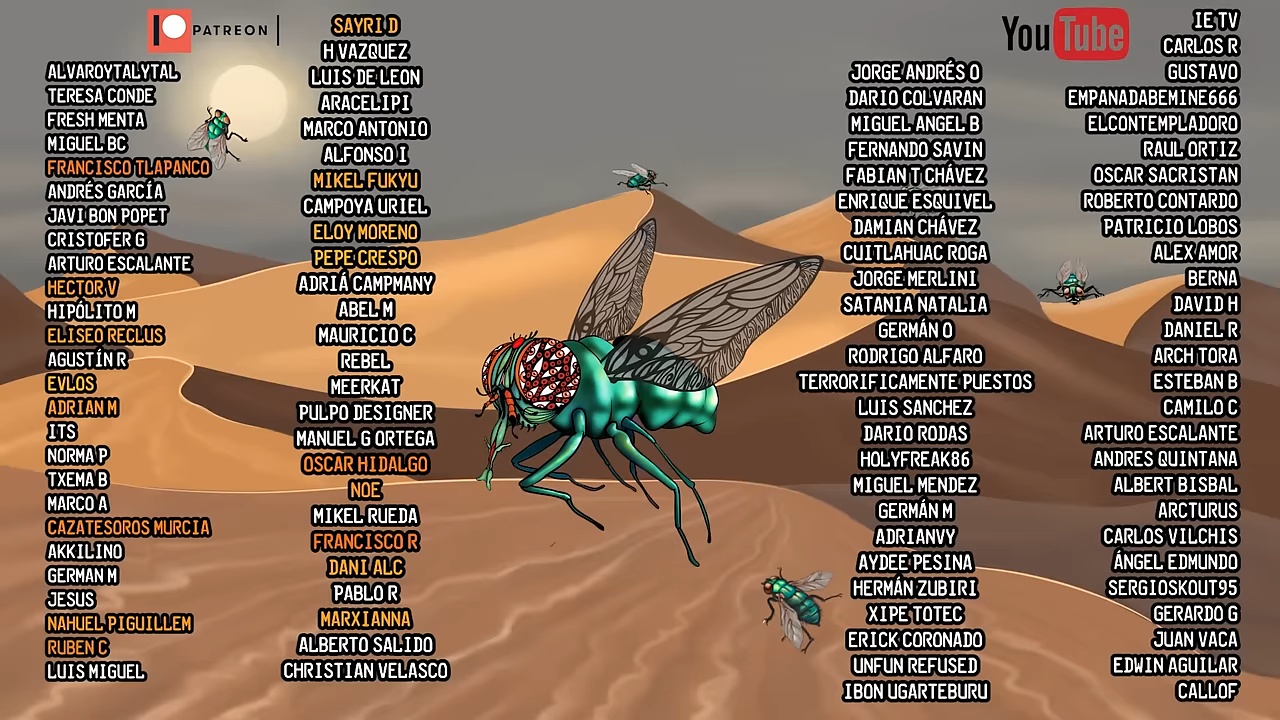 PATREON
ALVAROYTALYTAL
TERESA CONDE
FRESH MENTA
MIGUEL BC
FRANCISCO TLAPANCO
ANDRÉS GARCÍA
JAVI BON POPET
CRISTOFER G
ARTURO ESCALANTE
HECTOR V
HIPÓLITO M
ELISEO RECLUS
AGUSTÍN R
EVLOS
ADRIAN M
ITS
NORMA P
TXEMA B
MARCO A
CAZATESOROS MURCIA
AKKILINO
GERMAN M
JESUS
NAHUEL PIGUILLEM
RUBEN C
LUIS MIGUEL
SAYRI D
H VAZQUEZ
LUIS DE LEON
ARACELIPI
MARCO ANTONIO
ALFONSO I
MIKEL FUKYU
CAMPOYA URIEL
ELOY MORENO
PEPE CRESPO
ADRIÁ CAMPMANY
ABEL M
MAURICIO C
REBEL
MEERKAT
PULPO DESIGNER
MANUEL G ORTEGA
OSCAR HIDALGO
NOE
MIKEL RUEDA
FRANCISCO R
DANI ALC
PABLO R
MARXIANNA
ALBERTO SALIDO
CHRISTIAN VELASCO
YouTube
JORGE ANDRÉS O
DARIO COLVARAN
MIGUEL ANGEL B
FERNANDO SAVIN
FABIAN T CHÁVEZ
ENRIQUE ESQUIVEL
DAMIAN CHÁVEZ
CUITLAHUAC ROGA
JORGE MERLINI
SATANIA NATALIA
GERMÁN O
RODRIGO ALFARO
TERRORIFICAMENTE PUESTOS
LUIS SANCHEZ
DARIO RODAS
HOLYFREAK86
MIGUEL MENDEZ
GERMÁN M
ADRIANVY
AYDEE PESINA
HERMÁN ZUBIRI
XIPE TOTEC
ERICK CORONADO
UNFUN REFUSED
IBON UGARTEBURU
IE TV
CARLOS R
GUSTAVO
EMPANADABEMINE666
ELCONTEMPLADORO
RAUL ORTIZ
OSCAR SACRISTAN
ROBERTO CONTARDO
PATRICIO LOBOS
ALEX AMOR
BERNA
DAVID H
DANIEL R
ARCH TORA
ESTEBAN B
CAMILO C
ARTURO ESCALANTE
ANDRES QUINTANA
ALBERT BISBAL
ARCTURUS
CARLOS VILCHIS
ÁNGEL EDMUNDO
SERGIOSKOUT95
GERARDO G
JUAN VACA
EDWIN AGUILAR
CALLOF